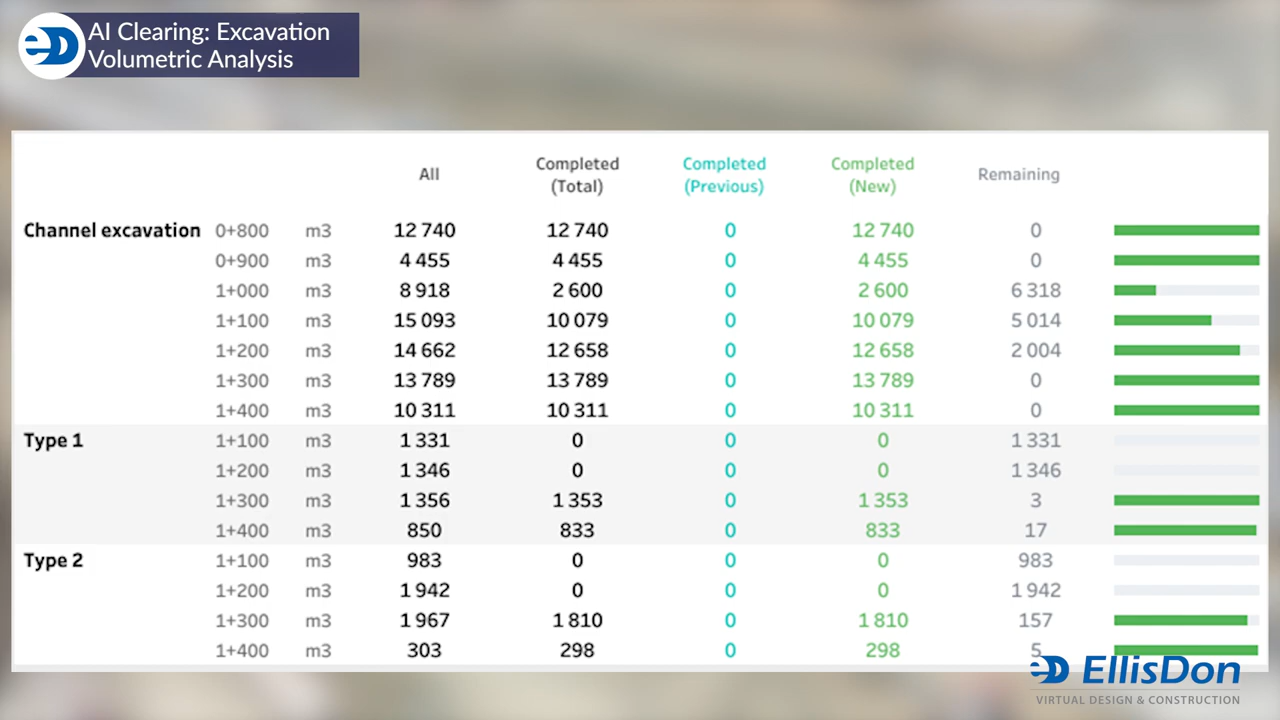 AI Clearing: Excavation
Volumetric Analysis
All Completed (Total) Completed (Previous) Completed (New) Remaining
Channel excavation 0+800 m3 12 740 12 740 0 12 740 0
0+900 m3 4 455 4 455 0 4 455 0
1+000 m3 8 918 2 600 0 2 600 6 318
1+100 m3 15 093 10 079 0 10 079 5 014
1+200 m3 14 662 12 658 0 12 658 2 004
1+300 m3 13 789 13 789 0 13 789 0
1+400 m3 10 311 10 311 0 10 311 0
Type 1 1+100 m3 1 331 0 0 0 1 331
1+200 m3 1 346 0 0 0 1 346
1+300 m3 1 356 1 353 0 1 353 3
1+400 m3 850 833 0 833 17
Type 2 1+100 m3 983 0 0 0 983
1+200 m3 1 942 0 0 0 1 942
1+300 m3 1 967 1 810 0 1 810 157
1+400 m3 303 298 0 298 5
EllisDon
VIRTUAL DESIGN & CONSTRUCTION